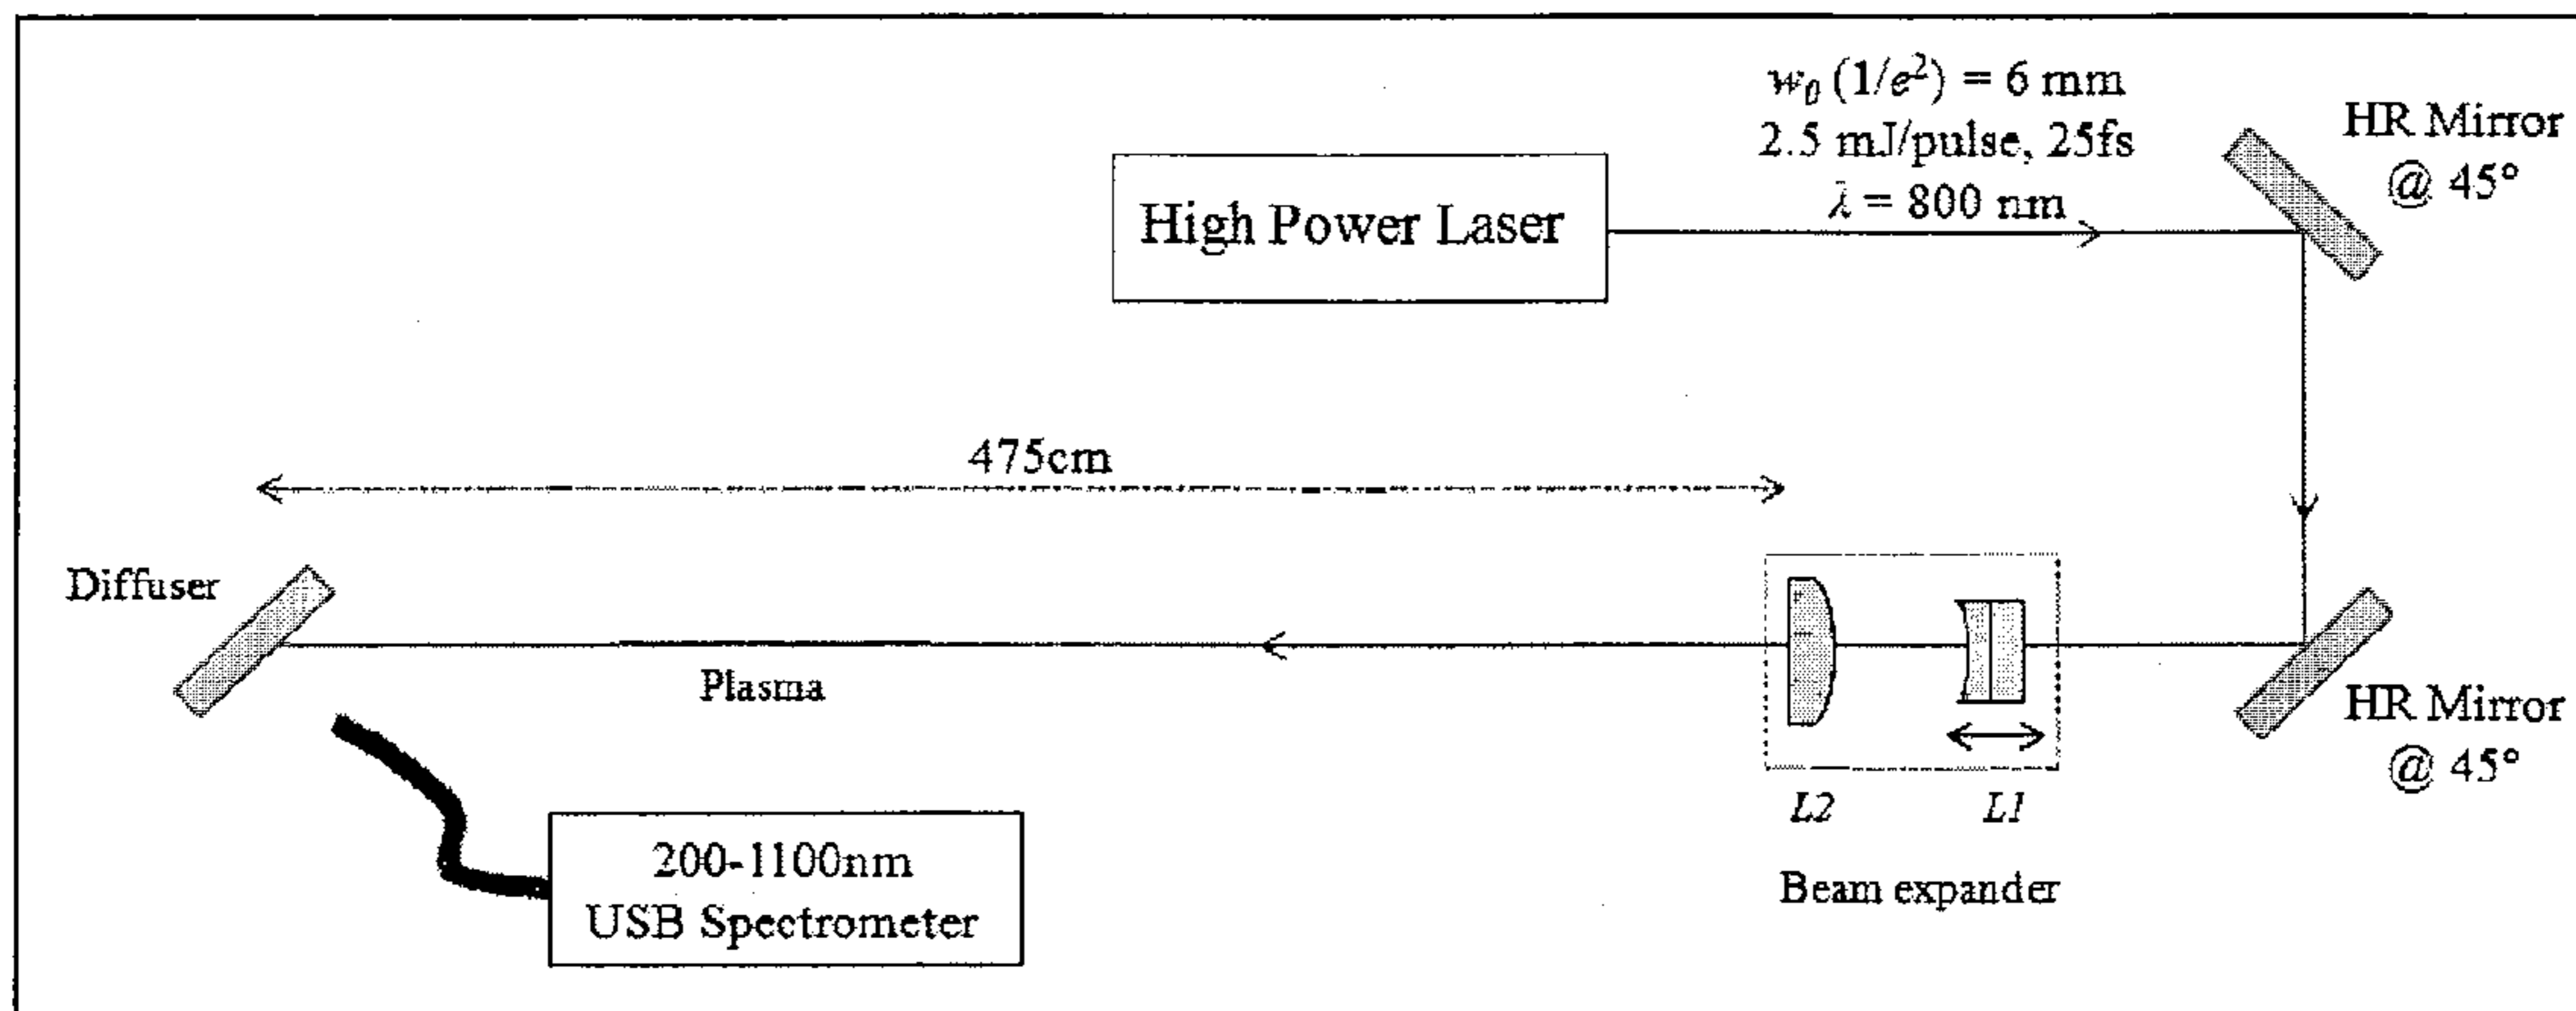 w₀ (1/e²) = 6 mm
2.5 mJ/pulse, 25fs
λ = 800 nm
HR Mirror
@ 45°
High Power Laser
475cm
Diffuser
Plasma
HR Mirror
@ 45°
L2
L1
Beam expander
200-1100nm
USB Spectrometer